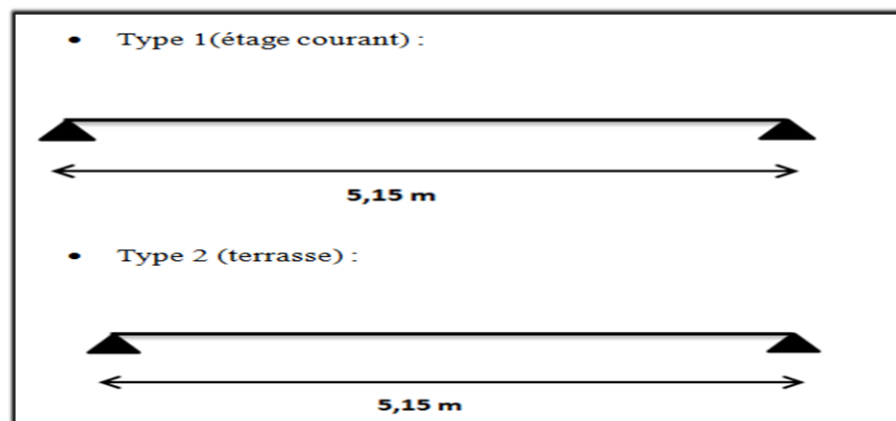 • Type 1(étage courant) :
5,15 m
• Type 2 (terrasse) :
5,15 m